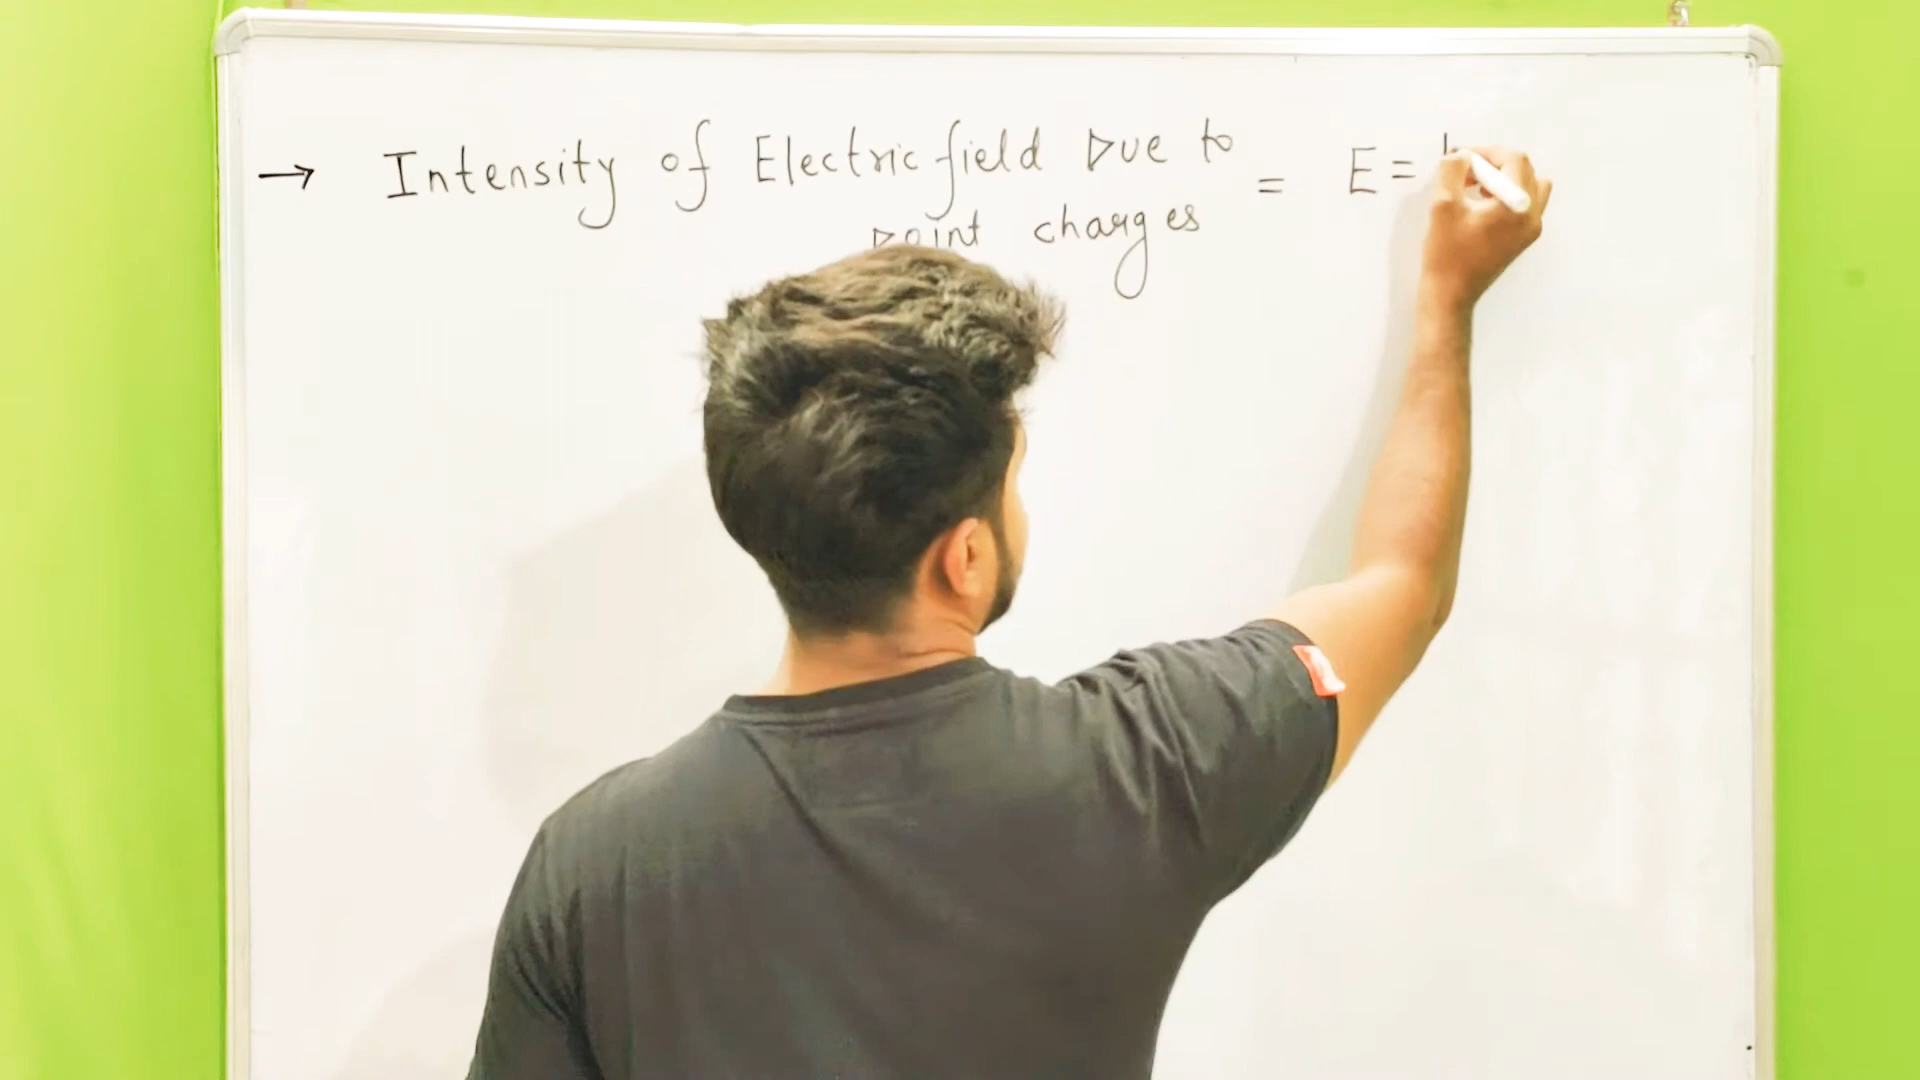 → Intensity of Electric field Due to = E =
point charges